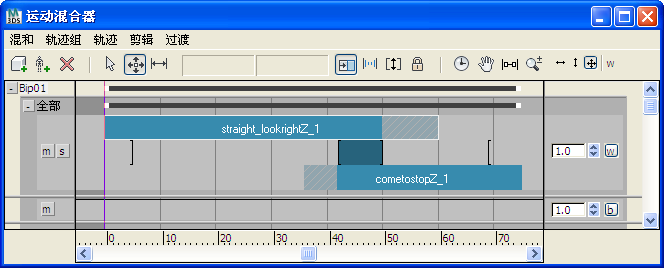 M
3DS 运动混合器
混和 轨迹组 轨迹 剪辑 过渡
w
Bip01
全部
straight_lookrightZ_1
m s 1.0 w
cometostopZ_1
m 1.0 b
0 10 20 30 40 50 60 70